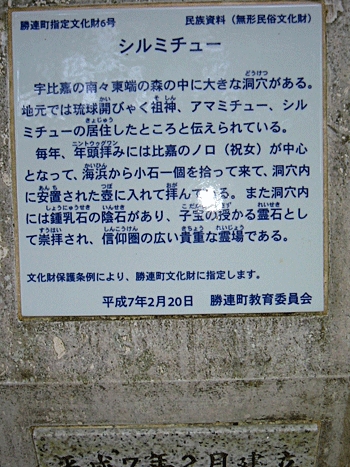 勝連町指定文化財6号　民族資料（無形民俗文化財）
シルミチュー
字比嘉の南々東端の森の中に大きな洞穴がある。
地元では琉球開びゃく祖神、アマミチュー、シル
ミチューの居住したところと伝えられている。
毎年、年頭拝みには比嘉のノロ（祝女）が中心
となって、海浜から小石一個を拾って来て、洞穴内
に安置された壺に入れて拝んでいる。また洞穴内
には鍾乳石の陰石があり、子宝の授かる霊石とし
て崇拝され、信仰圏の広い貴重な霊場である。
文化財保護条例により、勝連町文化財に指定します。
平成7年2月20日　勝連町教育委員会
平成7年2月建立